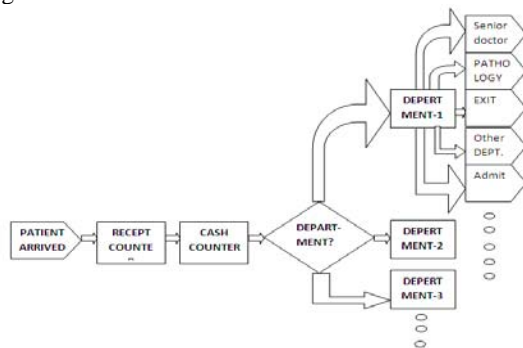 Senior
doctor
PATHO
LOGY
EXIT
Other
DEPT.
Admit
DEPERT
MENT-1
PATIENT
ARRIVED
RECEPT
COUNTE
CASH
COUNTER
DEPART-
MENT?
DEPERT
MENT-2
DEPERT
MENT-3